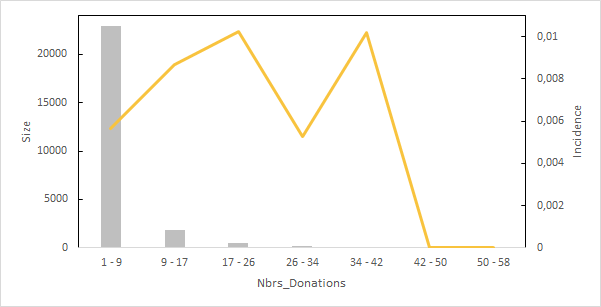 20000
15000
10000
5000
0
Size
0,01
0,008
0,006
0,004
0,002
0
Incidence
1 - 9 9 - 17 17 - 26 26 - 34 34 - 42 42 - 50 50 - 58
Nbrs_Donations